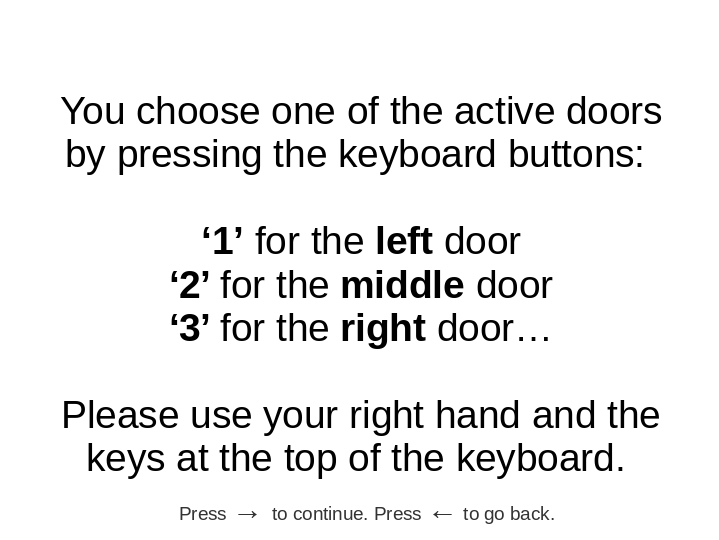 You choose one of the active doors
by pressing the keyboard buttons:
‘1’ for the left door
‘2’ for the middle door
‘3’ for the right door…
Please use your right hand and the
keys at the top of the keyboard.
Press → to continue. Press ← to go back.